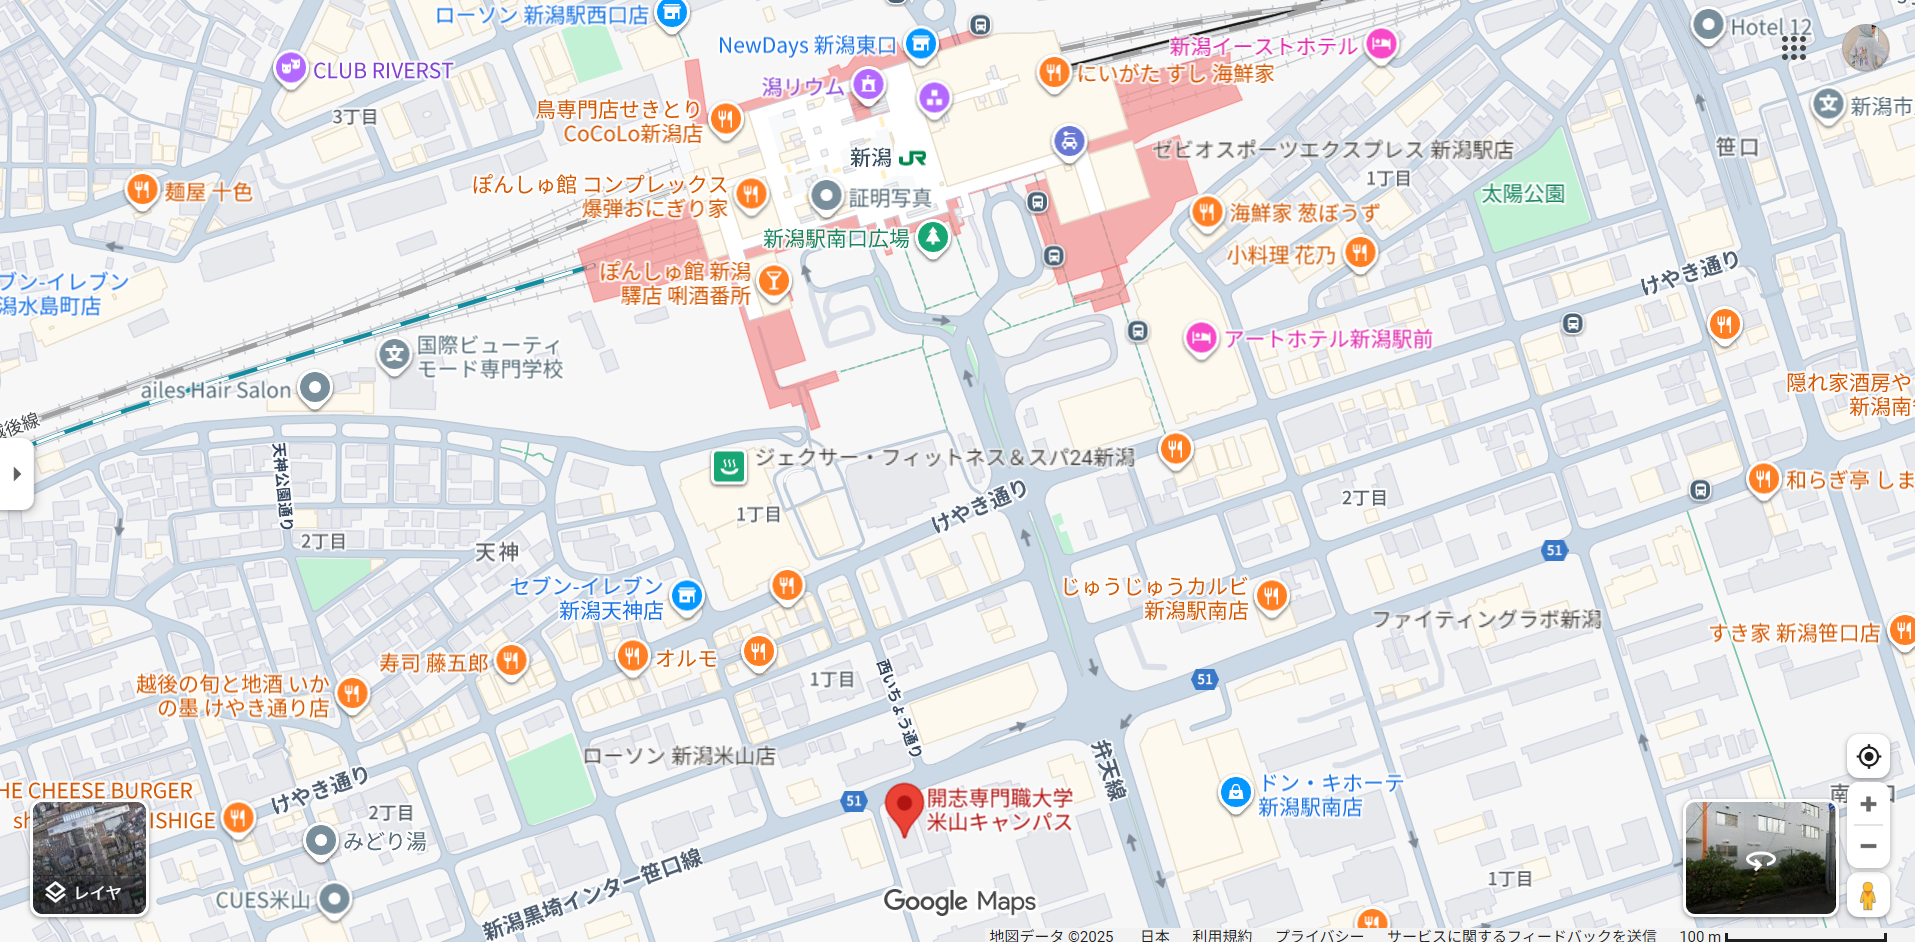 ローソン 新潟駅西口店
NewDays 新潟東口
新潟イーストホテル
Hotel 12
CLUB RIVERST
潟リウム
にいがた すし 海鮮家
3丁目
鳥専門店せきとり
CoCoLo新潟店
新潟 JR
ゼビオスポーツエクスプレス 新潟駅店
新潟市
笹口
1丁目
太陽公園
麺屋 十色
ぽんしゅ館 コンプレックス
爆弾おにぎり家
証明写真
海鮮家 葱ぼうず
新潟駅南口広場
小料理 花乃
けやき通り
ブン-イレブン
潟水島町店
ぽんしゅ館 新潟
驛店 唎酒番所
国際ビューティ
モード専門学校
アートホテル新潟駅前
ailes Hair Salon
越後線
隠れ家酒房や
新潟南
天神公園通り
ジェクサー・フィットネス＆スパ24新潟
けやき通り
1丁目
2丁目
和らぎ亭 しま
2丁目
天神
51
セブン-イレブン
新潟天神店
じゅうじゅうカルビ
新潟駅南店
ファイティングラボ新潟
すき家 新潟笹口店
寿司 藤五郎
オルモ
1丁目
西いちょう通り
51
越後の旬と地酒 いか
の墨 けやき通り店
ローソン 新潟米山店
弁天線
けやき通り
HE CHEESE BURGER
sh
ISHIGE
2丁目
みどり湯
51
開志専門職大学
米山キャンパス
ドン・キホーテ
新潟駅南店
南
口
レイヤ
CUES米山
新潟黒埼インター笹口線
1丁目
Google Maps
地図データ ©2025 日本 利用規約 プライバシー サービスに関するフィードバックを送信 100 m